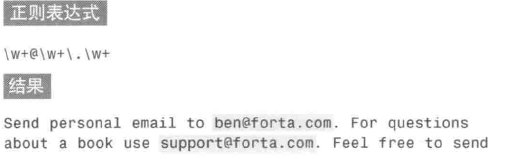 正则表达式
\w+@\w+\.\w+
结果
Send personal email to ben@forta.com. For questions
about a book use support@forta.com. Feel free to send